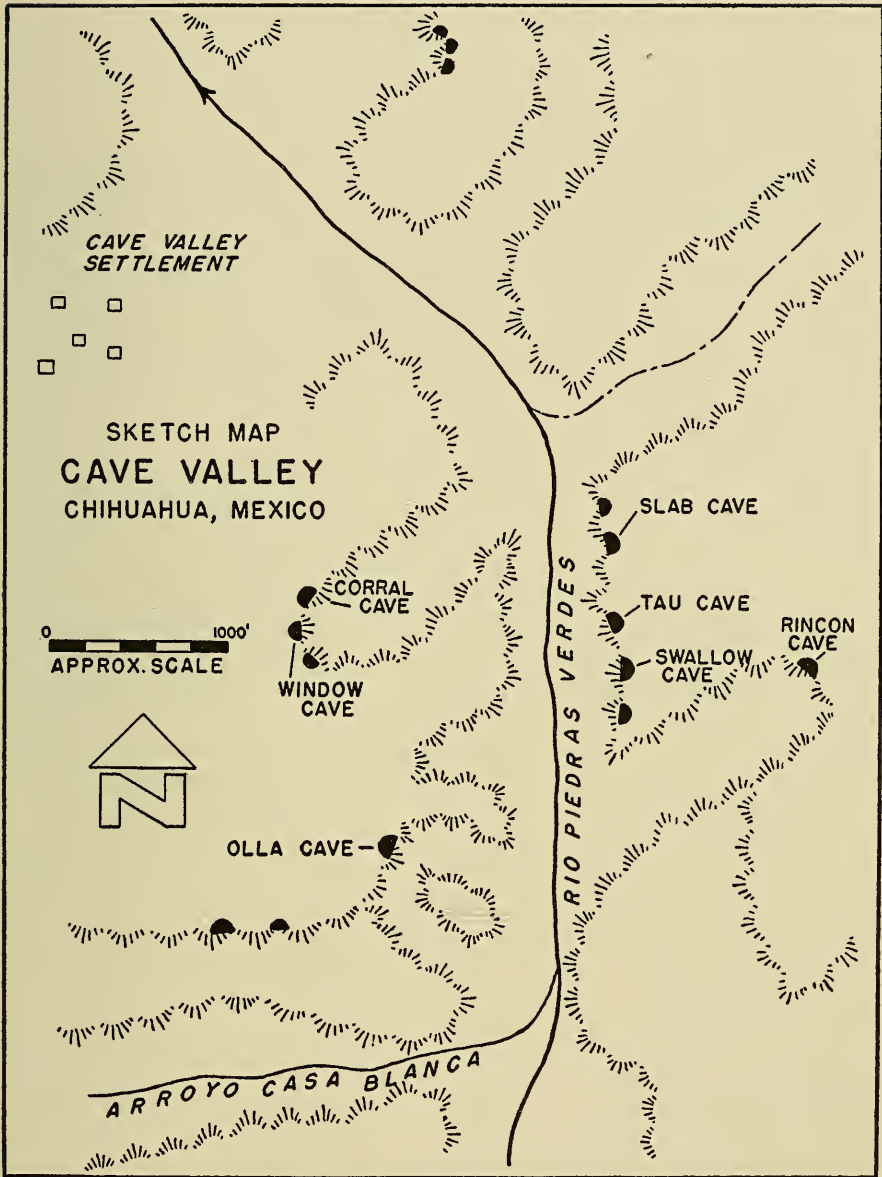 CAVE VALLEY
SETTLEMENT
SKETCH MAP
CAVE VALLEY
CHIHUAHUA, MEXICO
SLAB CAVE
CORRAL
CAVE
TAU CAVE
RINCON
CAVE
0 1000'
APPROX. SCALE
SWALLOW
CAVE
WINDOW
CAVE
RIO PIEDRAS VERDES
N
OLLA CAVE
ARROYO CASA BLANCA